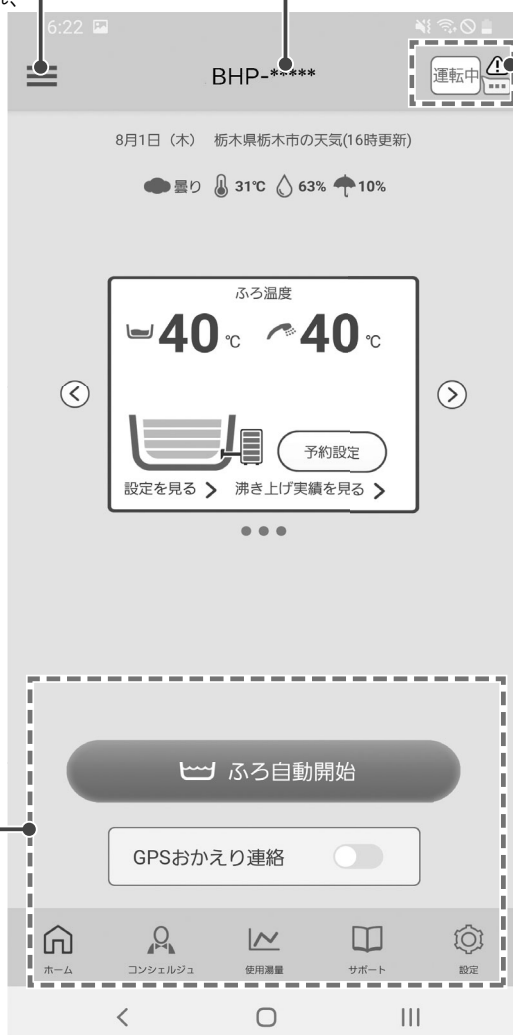 6:22
BHP-*****
運転中
8月1日（木） 栃木県栃木市の天気(16時更新)
曇り 31℃ 63% 10%
ふろ温度
40 ℃ 40 ℃
予約設定
設定を見る 沸き上げ実績を見る
ふろ自動開始
GPSおかえり連絡
ホーム コンシェルジュ 使用湯量 サポート 設定